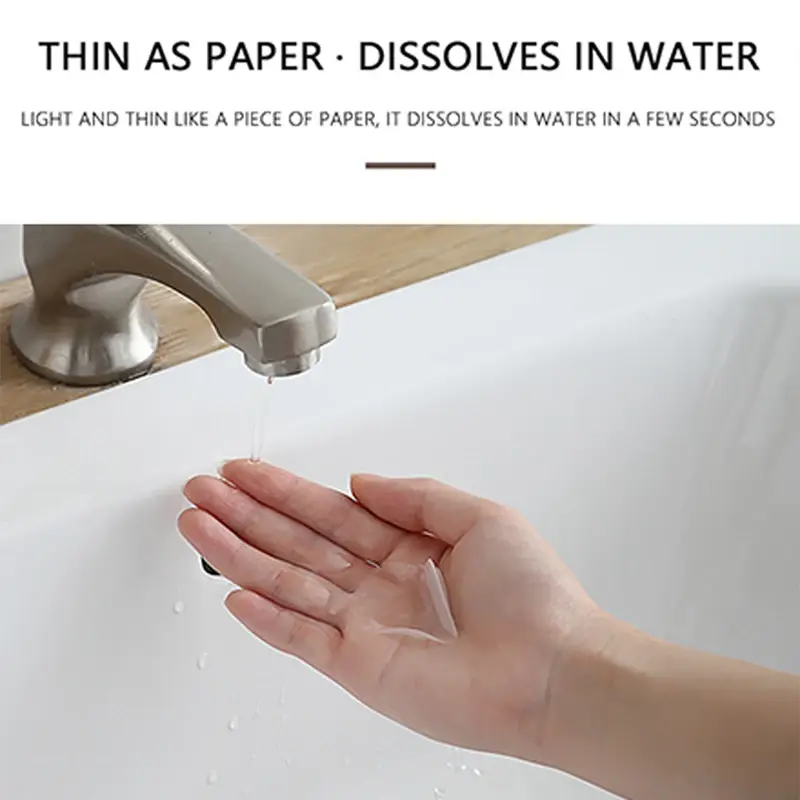 THIN AS PAPER · DISSOLVES IN WATER
LIGHT AND THIN LIKE A PIECE OF PAPER, IT DISSOLVES IN WATER IN A FEW SECONDS